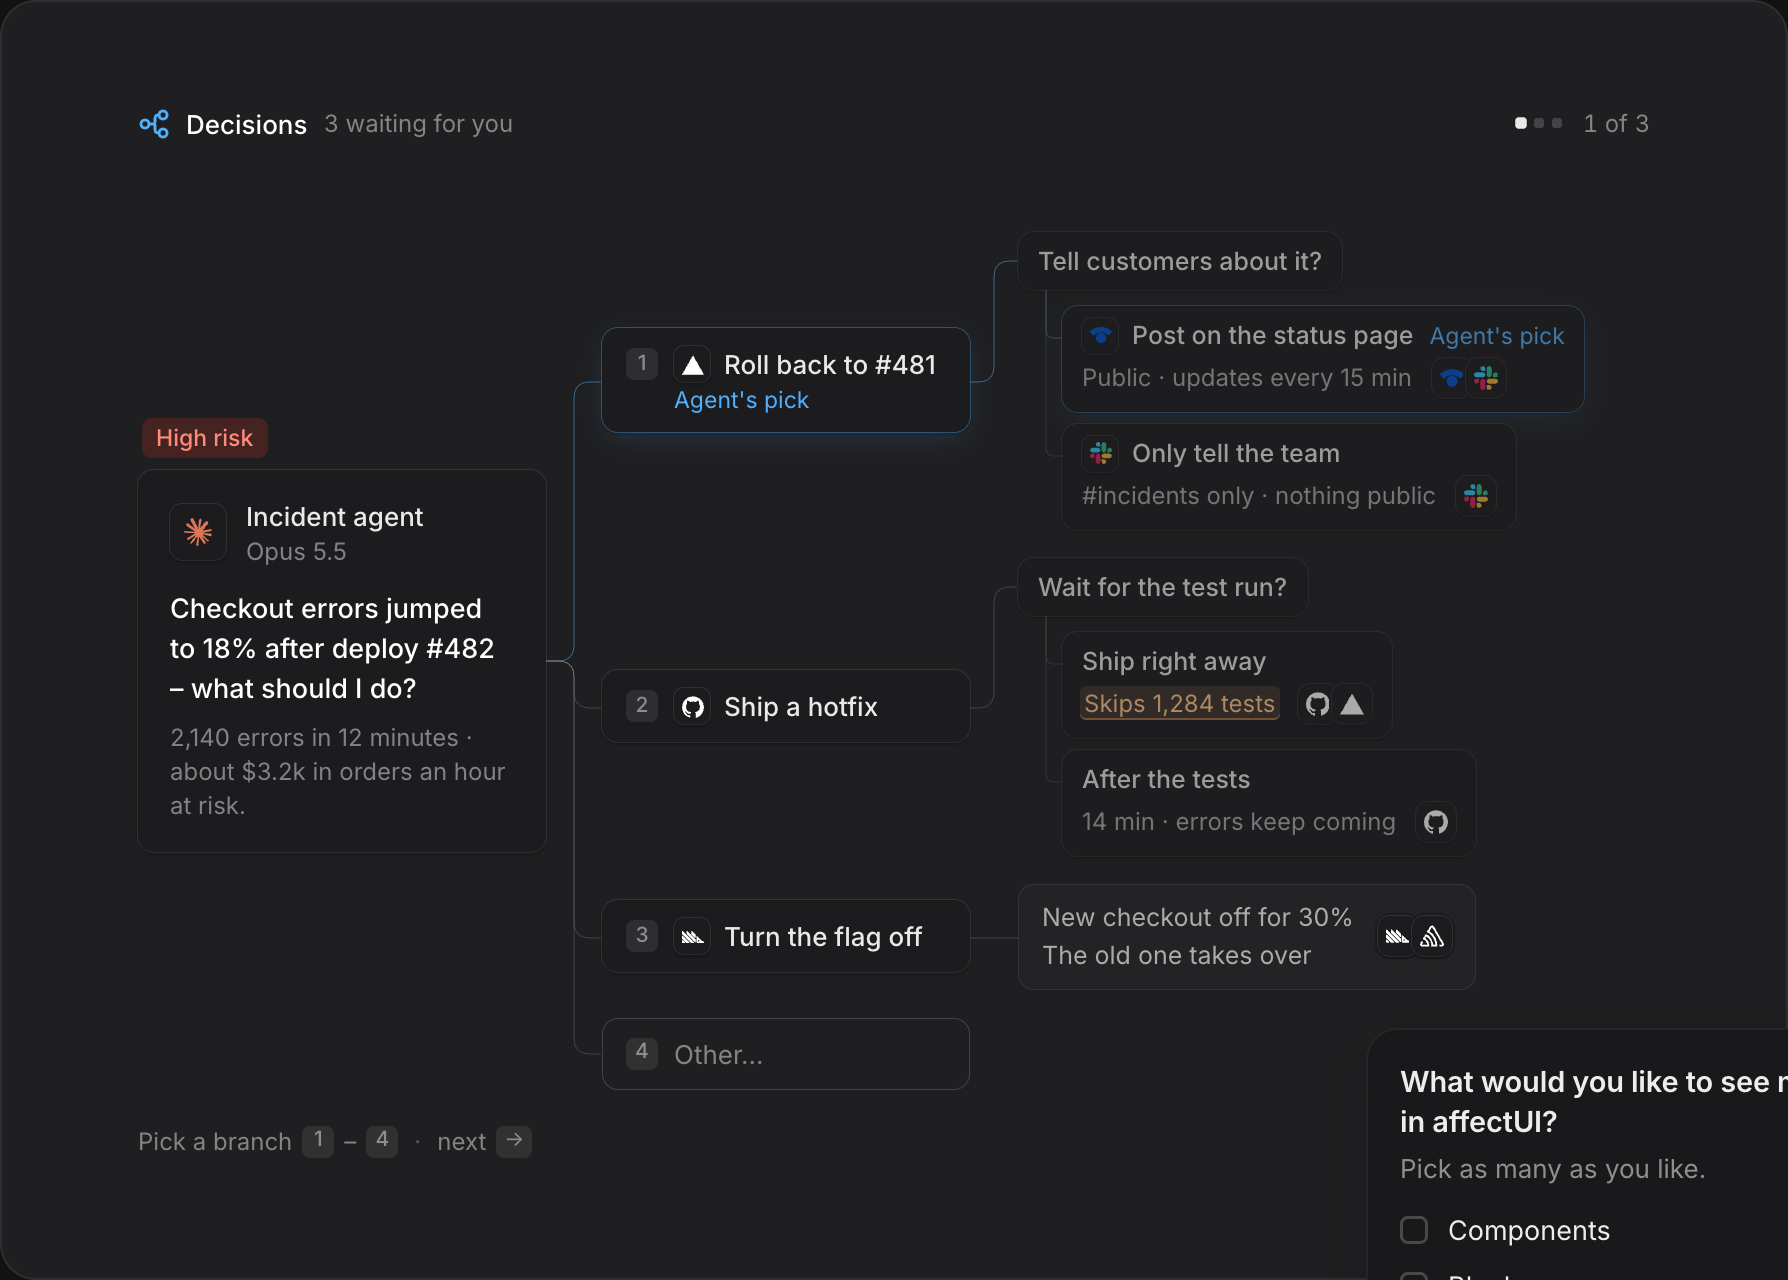 Decisions 3 waiting for you
1 of 3
High risk
Incident agent
Opus 5.5
Checkout errors jumped
to 18% after deploy #482
– what should I do?
2,140 errors in 12 minutes ·
about $3.2k in orders an hour
at risk.
1 Roll back to #481
Agent's pick
Tell customers about it?
Post on the status page Agent's pick
Public · updates every 15 min
Only tell the team
#incidents only · nothing public
2 Ship a hotfix
Wait for the test run?
Ship right away
Skips 1,284 tests
After the tests
14 min · errors keep coming
3 Turn the flag off
New checkout off for 30%
The old one takes over
4 Other...
Pick a branch 1 – 4 · next →
What would you like to see
in affectUI?
Pick as many as you like.
Components